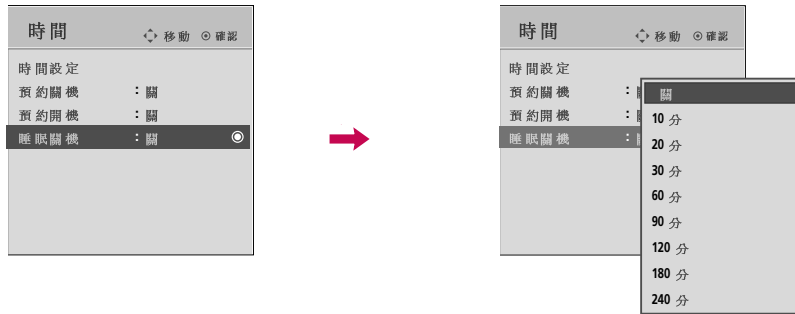 時間 移動 確認
時間設定
預約關機 : 關
預約開機 : 關
睡眠關機 : 關
時間 移動 確認
時間設定
預約關機 :
預約開機 :
睡眠關機 :
關
10 分
20 分
30 分
60 分
90 分
120 分
180 分
240 分